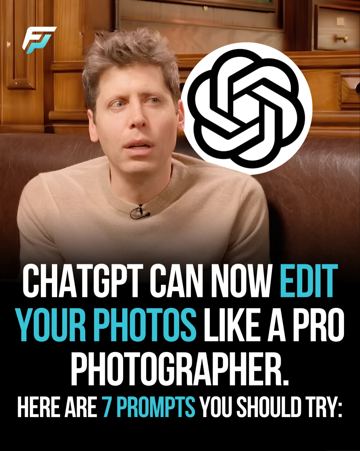 CHATGPT CAN NOW EDIT
YOUR PHOTOS LIKE A PRO
PHOTOGRAPHER.
HERE ARE 7 PROMPTS YOU SHOULD TRY: